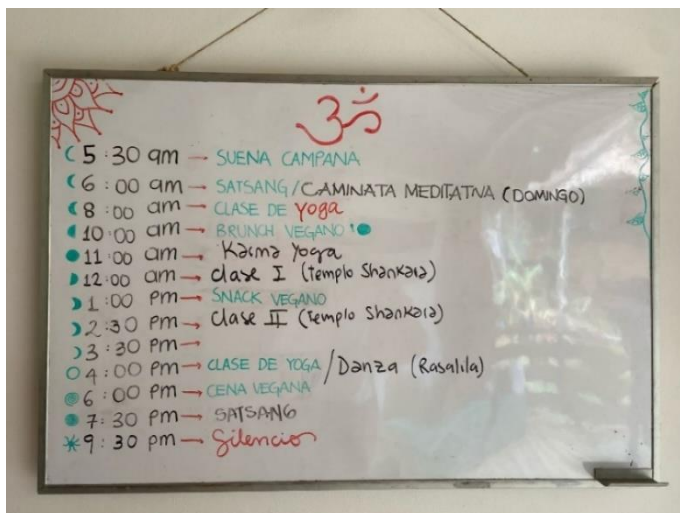 ॐ
5:30 am → SUENA CAMPANA
6:00 am → SATSANG/CAMINATA MEDITATIVA (DOMINGO)
8:00 am → CLASE DE Yoga
10:00 am → BRUNCH VEGANO
11:00 am → Karma Yoga
12:00 am → clase I (templo Shankara)
1:00 pm → SNACK VEGANO
2:30 pm → clase II (templo Shankara)
3:30 pm →
4:00 pm → CLASE DE YOGA/Danza (Rasalila)
6:00 pm → CENA VEGANA
7:30 pm → SATSANG
9:30 pm → Silencio